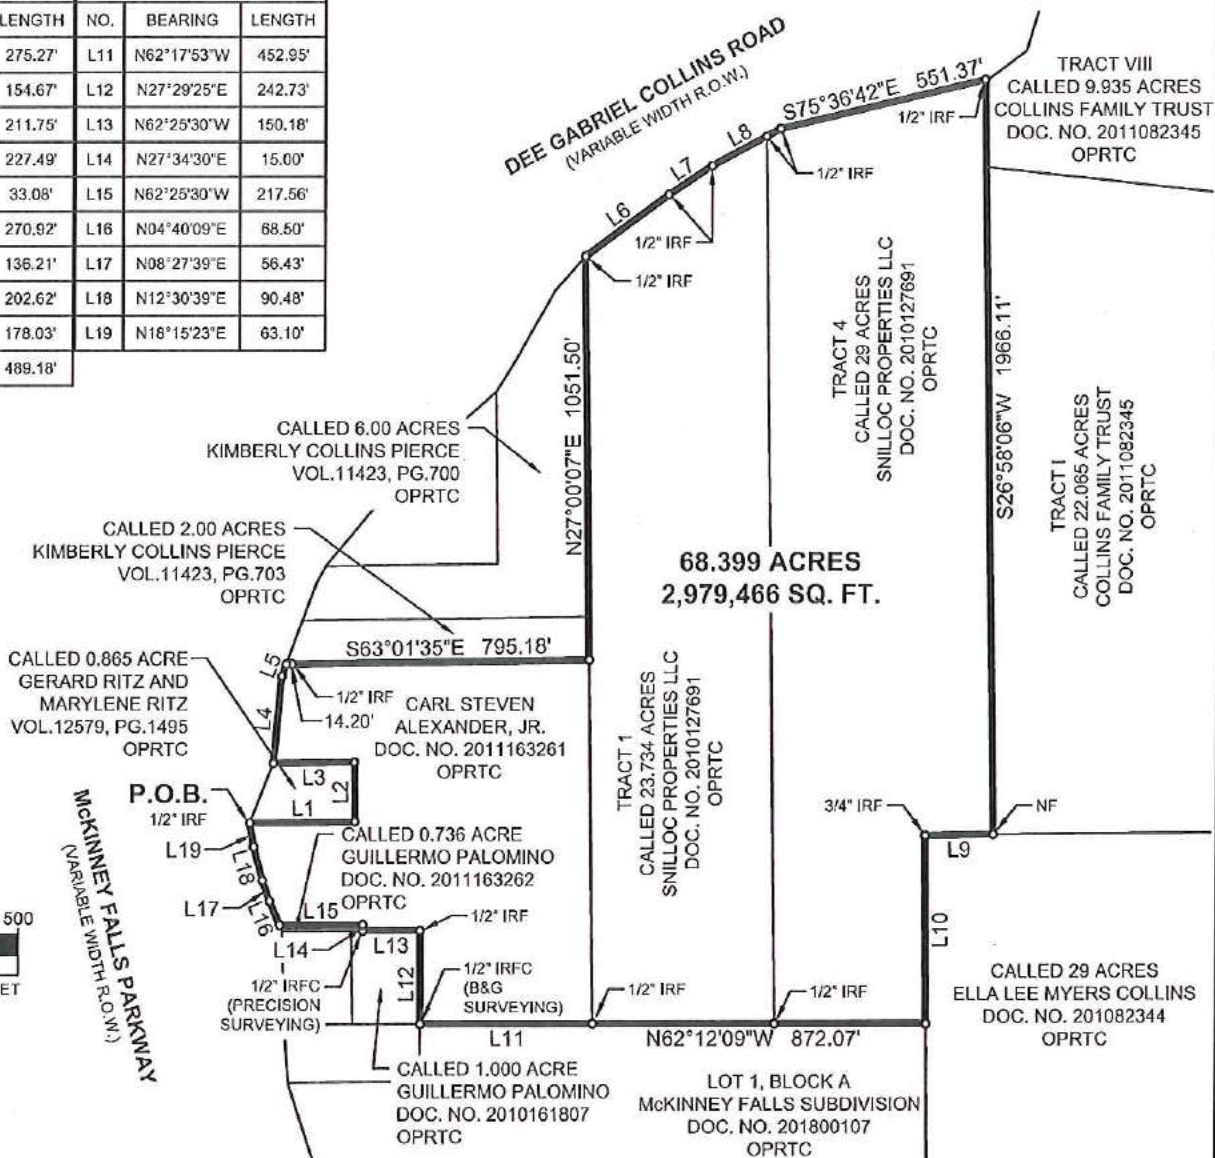 LENGTH NO. BEARING LENGTH
275.27' L11 N62°17'53"W 452.95'
154.67' L12 N27°29'25"E 242.73'
211.75' L13 N62°25'30"W 150.18'
227.49' L14 N27°34'30"E 15.00'
33.08' L15 N62°25'30"W 217.56'
270.92' L16 N04°40'09"E 68.50'
136.21' L17 N08°27'39"E 56.43'
202.62' L18 N12°30'39"E 90.48'
178.03' L19 N18°15'23"E 63.10'
489.18'
DEE GABRIEL COLLINS ROAD
(VARIABLE WIDTH R.O.W.)
S75°36'42"E 551.37'
1/2" IRF
TRACT VIII
CALLED 9.935 ACRES
COLLINS FAMILY TRUST
DOC. NO. 2011082345
OPRTC
L8
L7
L6
1/2" IRF
1/2" IRF
1/2" IRF
N27°00'07"E 1051.50'
TRACT 4
CALLED 29 ACRES
SNILLOC PROPERTIES LLC
DOC. NO. 2010127691
OPRTC
S26°58'06"W 1966.11'
TRACT I
CALLED 22.065 ACRES
COLLINS FAMILY TRUST
DOC. NO. 2011082345
OPRTC
CALLED 6.00 ACRES
KIMBERLY COLLINS PIERCE
VOL.11423, PG.700
OPRTC
CALLED 2.00 ACRES
KIMBERLY COLLINS PIERCE
VOL.11423, PG.703
OPRTC
68.399 ACRES
2,979,466 SQ. FT.
S63°01'35"E 795.18'
CALLED 0.865 ACRE
GERARD RITZ AND
MARYLENE RITZ
VOL.12579, PG.1495
OPRTC
L5
L4
1/2" IRF
14.20'
CARL STEVEN
ALEXANDER, JR.
DOC. NO. 2011163261
OPRTC
TRACT 1
CALLED 23.734 ACRES
SNILLOC PROPERTIES LLC
DOC. NO. 2010127691
OPRTC
L3
L2
L1
P.O.B.
1/2" IRF
McKINNEY FALLS PARKWAY
(VARIABLE WIDTH R.O.W.)
L19
L18
L17
L16
CALLED 0.736 ACRE
GUILLERMO PALOMINO
DOC. NO. 2011163262
OPRTC
3/4" IRF
NF
L9
L10
L15
L14
L13
1/2" IRF
L12
500
ET
1/2" IRFC
(PRECISION
SURVEYING)
1/2" IRFC
(B&G
SURVEYING)
1/2" IRF
1/2" IRF
L11
N62°12'09"W 872.07'
CALLED 29 ACRES
ELLA LEE MYERS COLLINS
DOC. NO. 201082344
OPRTC
CALLED 1.000 ACRE
GUILLERMO PALOMINO
DOC. NO. 2010161807
OPRTC
LOT 1, BLOCK A
McKINNEY FALLS SUBDIVISION
DOC. NO. 201800107
OPRTC